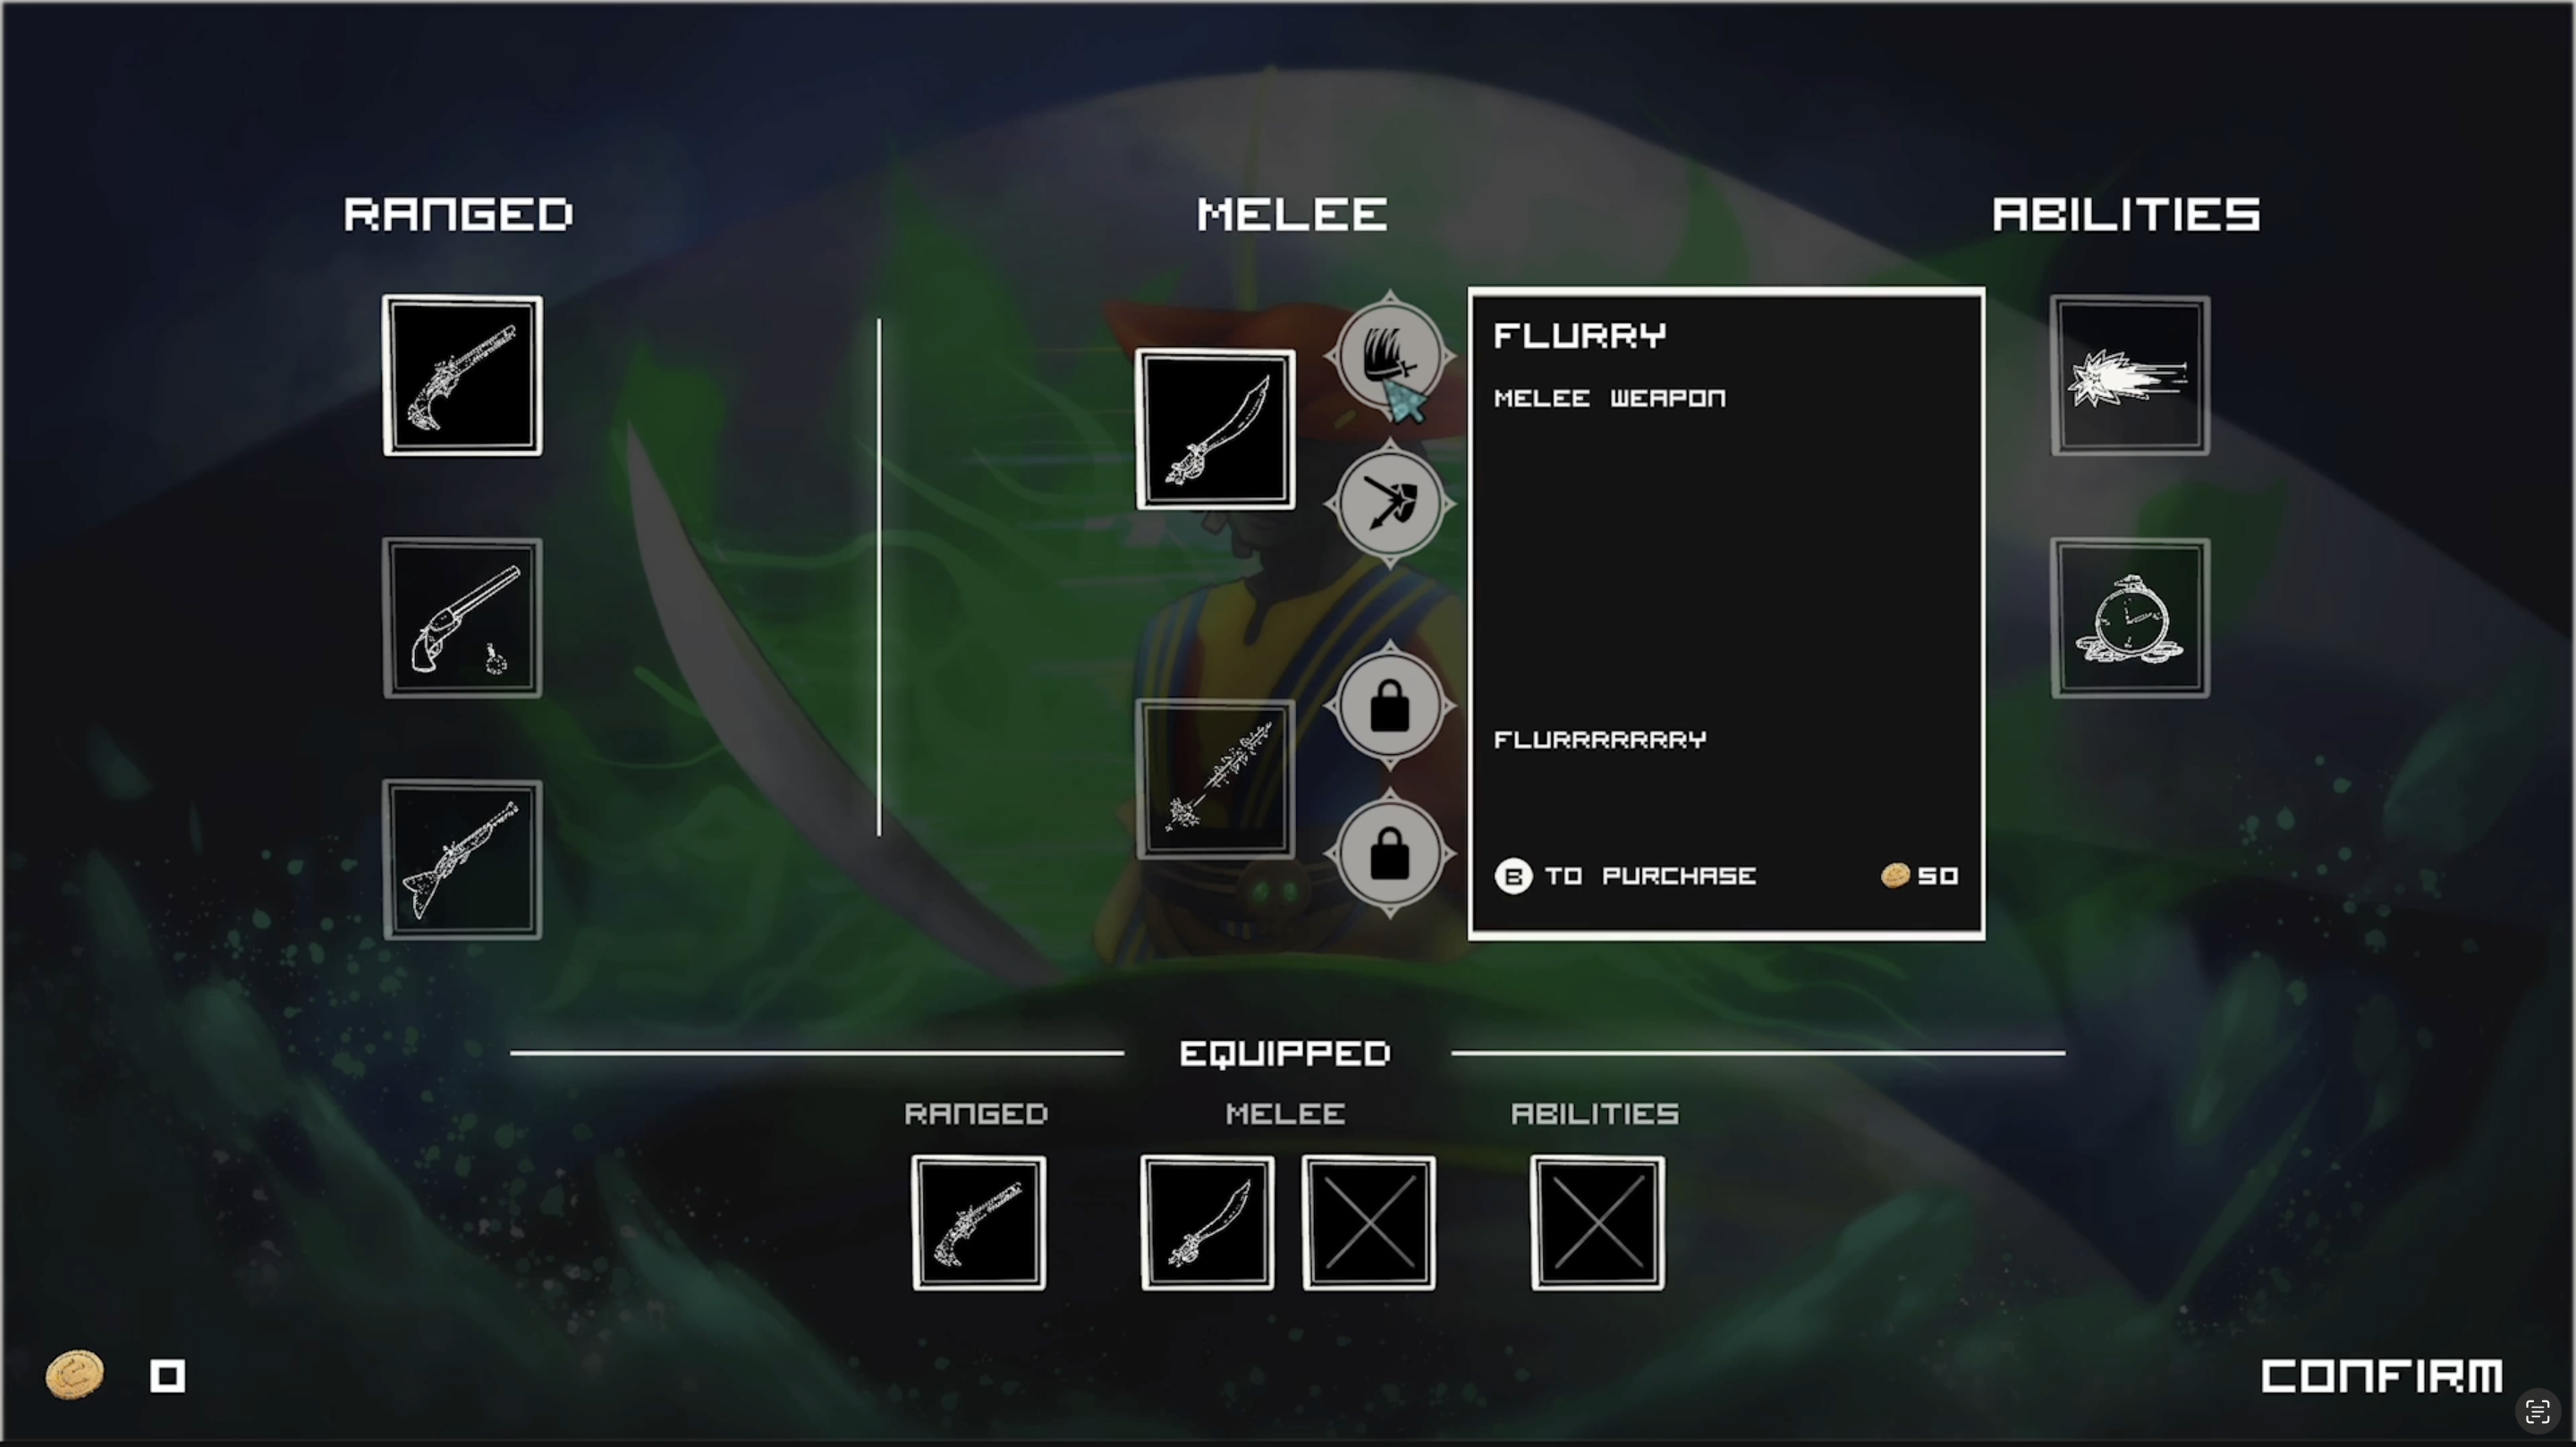 RANGED
MELEE
ABILITIES
FLURRY
MELEE WEAPON
FLURRRRRRRY
B TO PURCHASE
50
EQUIPPED
RANGED
MELEE
ABILITIES
0
CONFIRM